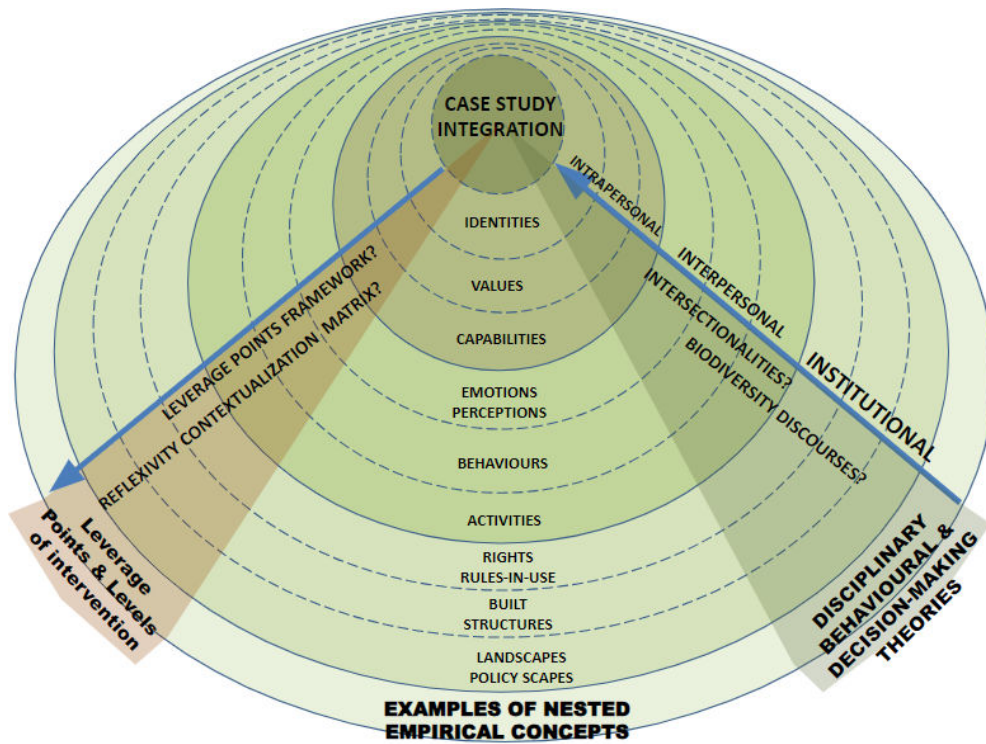 CASE STUDY
INTEGRATION
IDENTITIES
VALUES
CAPABILITIES
EMOTIONS
PERCEPTIONS
BEHAVIOURS
ACTIVITIES
RIGHTS
RULES-IN-USE
BUILT
STRUCTURES
LANDSCAPES
POLICY SCAPES
EXAMPLES OF NESTED
EMPIRICAL CONCEPTS
LEVERAGE POINTS FRAMEWORK?
REFLEXIVITY CONTEXTUALIZATION MATRIX?
Leverage
Points & Levels
of intervention
INTRAPERSONAL
INTERPERSONAL
INSTITUTIONAL
INTERSECTIONALITIES?
BIODIVERSITY DISCOURSES?
DISCIPLINARY
BEHAVIOURAL &
DECISION-MAKING
THEORIES